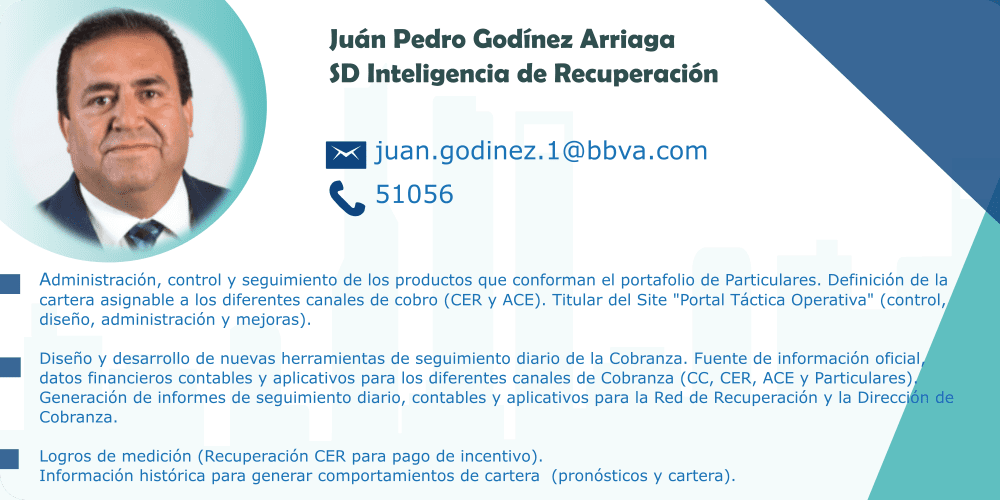 Juán Pedro Godínez Arriaga
SD Inteligencia de Recuperación
juan.godinez.1@bbva.com
51056
Administración, control y seguimiento de los productos que conforman el portafolio de Particulares. Definición de la
cartera asignable a los diferentes canales de cobro (CER y ACE). Titular del Site "Portal Táctica Operativa" (control,
diseño, administración y mejoras).
Diseño y desarrollo de nuevas herramientas de seguimiento diario de la Cobranza. Fuente de información oficial,
datos financieros contables y aplicativos para los diferentes canales de Cobranza (CC, CER, ACE y Particulares).
Generación de informes de seguimiento diario, contables y aplicativos para la Red de Recuperación y la Dirección de
Cobranza.
Logros de medición (Recuperación CER para pago de incentivo).
Información histórica para generar comportamientos de cartera  (pronósticos y cartera).